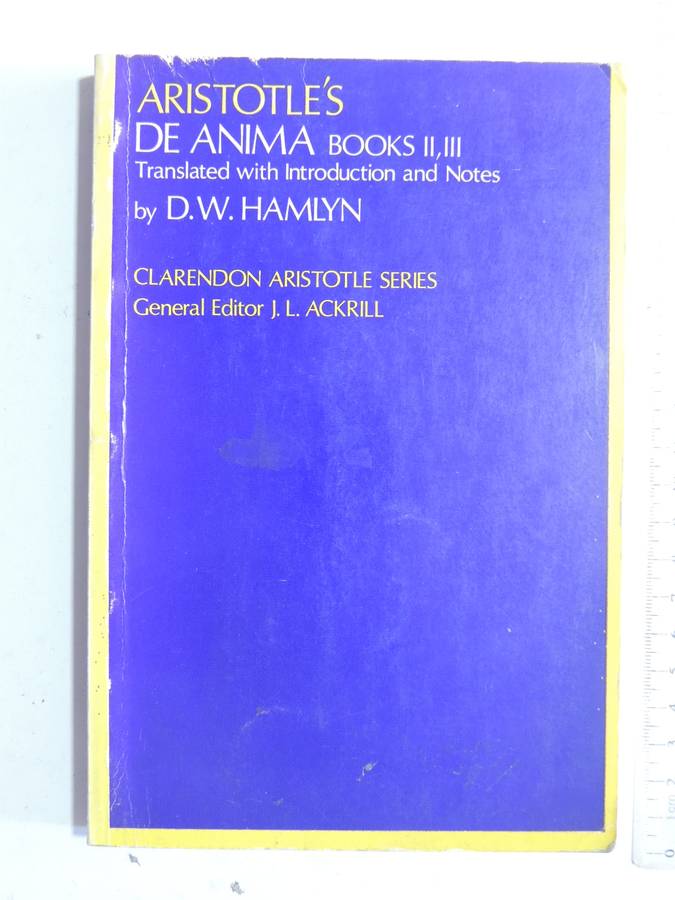 ARISTOTLE'S
DE ANIMA BOOKS II, III
Translated with Introduction and Notes
by D. W. HAMLYN
CLARENDON ARISTOTLE SERIES
General Editor J. L. ACKRILL